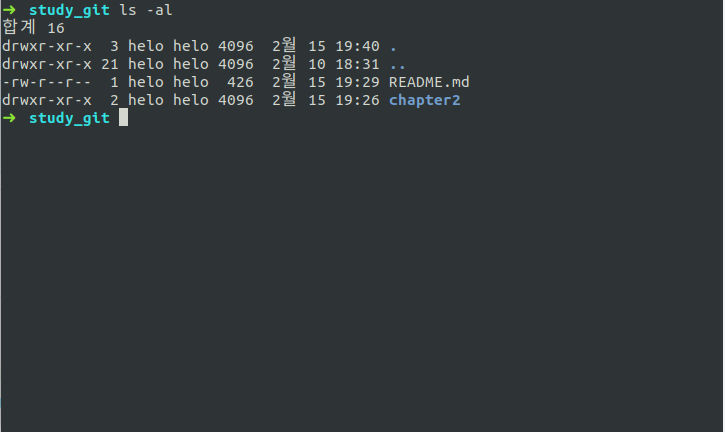 ➜  study_git ls -al
합계 16
drwxr-xr-x  3 helo helo 4096  2월 15 19:40 .
drwxr-xr-x 21 helo helo 4096  2월 10 18:31 ..
-rw-r--r--  1 helo helo  426  2월 15 19:29 README.md
drwxr-xr-x  2 helo helo 4096  2월 15 19:26 chapter2
➜  study_git